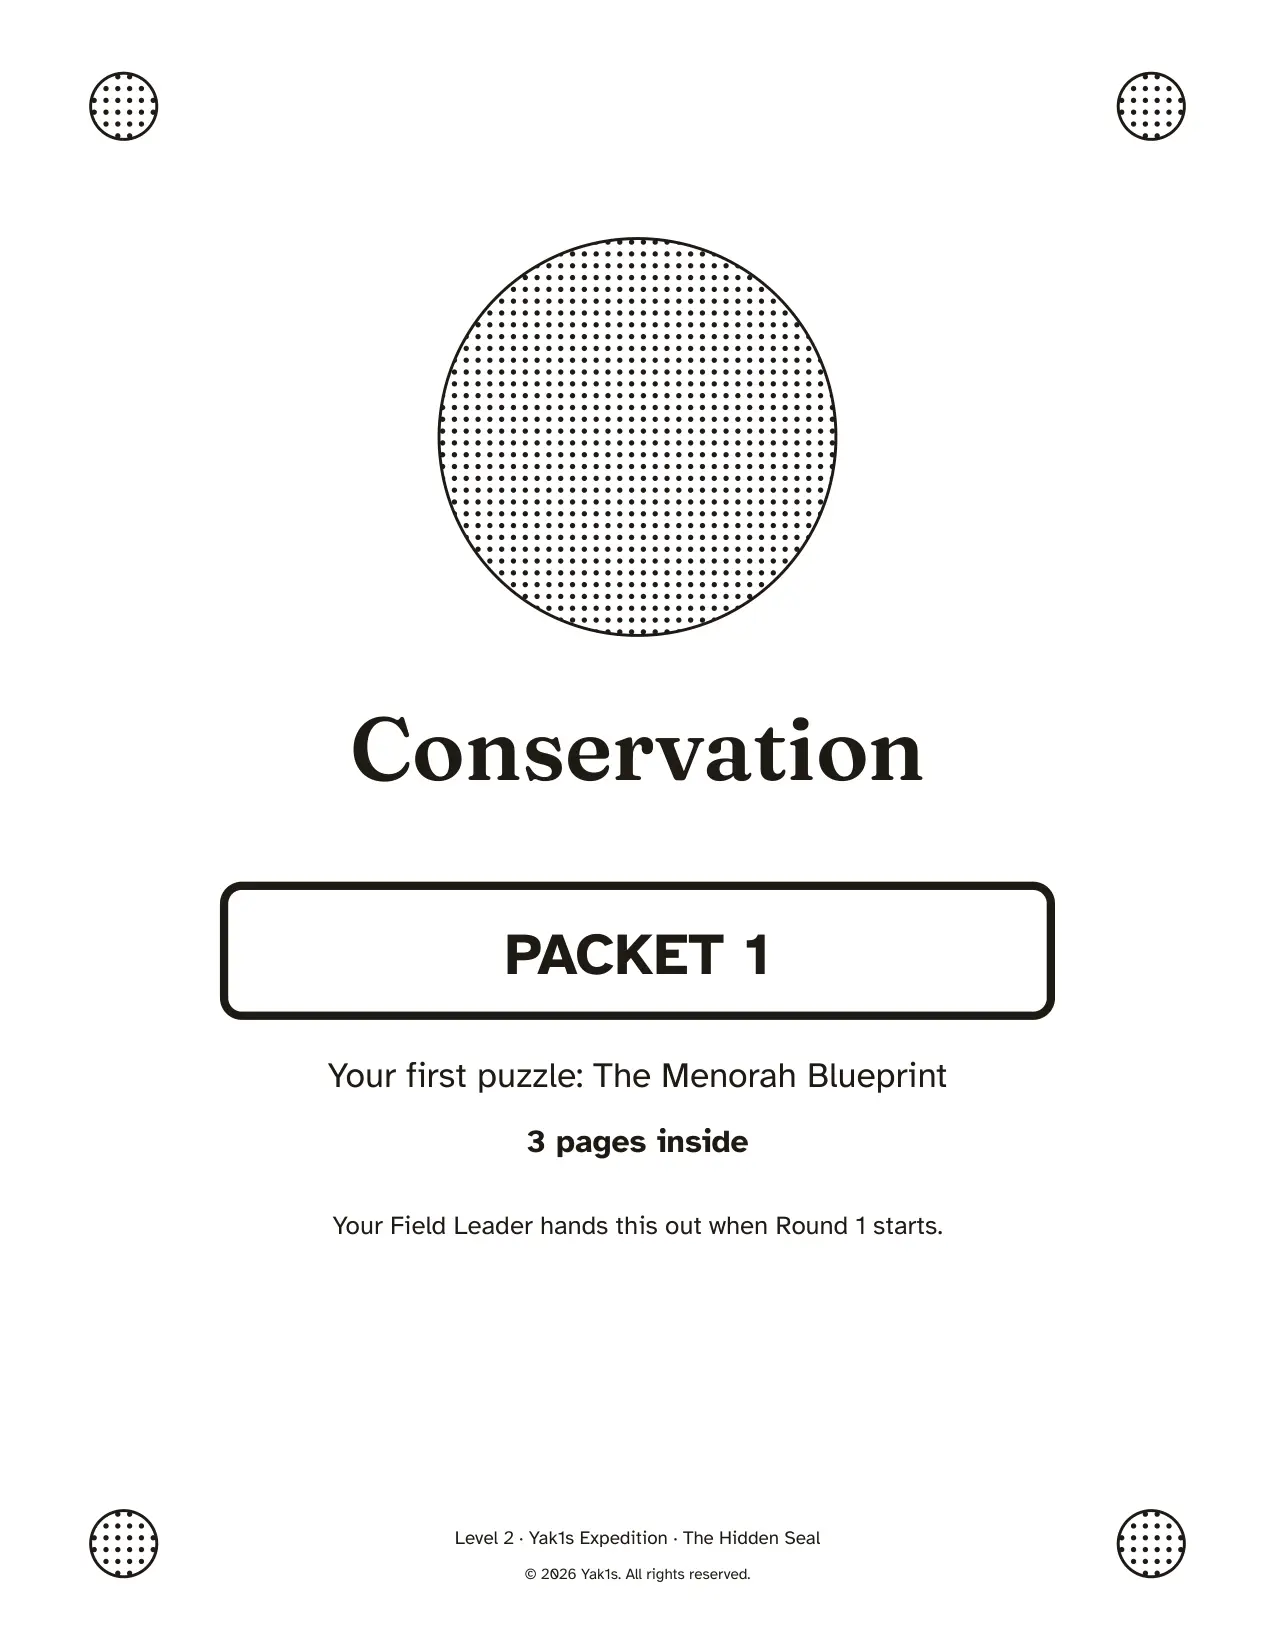 Conservation
PACKET 1
Your first puzzle: The Menorah Blueprint
3 pages inside
Your Field Leader hands this out when Round 1 starts.
Level 2 · Yak1s Expedition · The Hidden Seal
© 2026 Yak1s. All rights reserved.